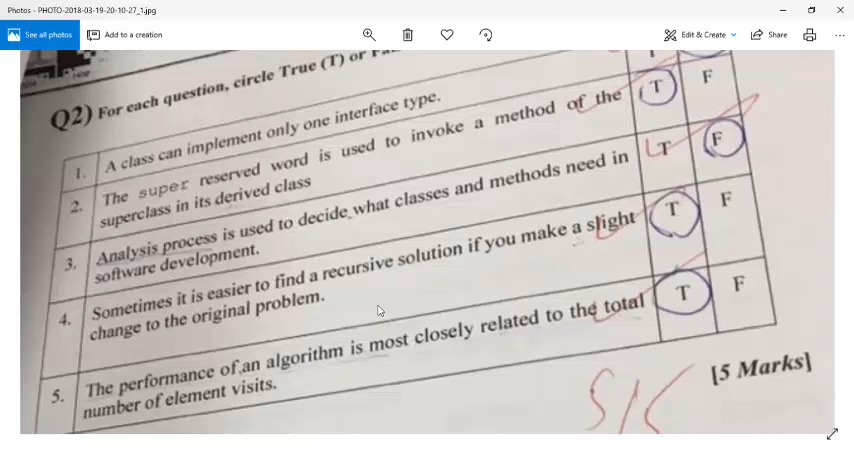 Photos - PHOTO-2018-03-19-20-10-27_1.jpg
See all photos
Add to a creation
Edit & Create
Share
Q2) For each question, circle True (T) or
1. A class can implement only one interface type.
2. The super reserved word is used to invoke a method of the T F
superclass in its derived class
3. Analysis process is used to decide what classes and methods need in T F
software development.
4. Sometimes it is easier to find a recursive solution if you make a slight T F
change to the original problem.
5. The performance of an algorithm is most closely related to the total T F
number of element visits.
[5 Marks]
5/5